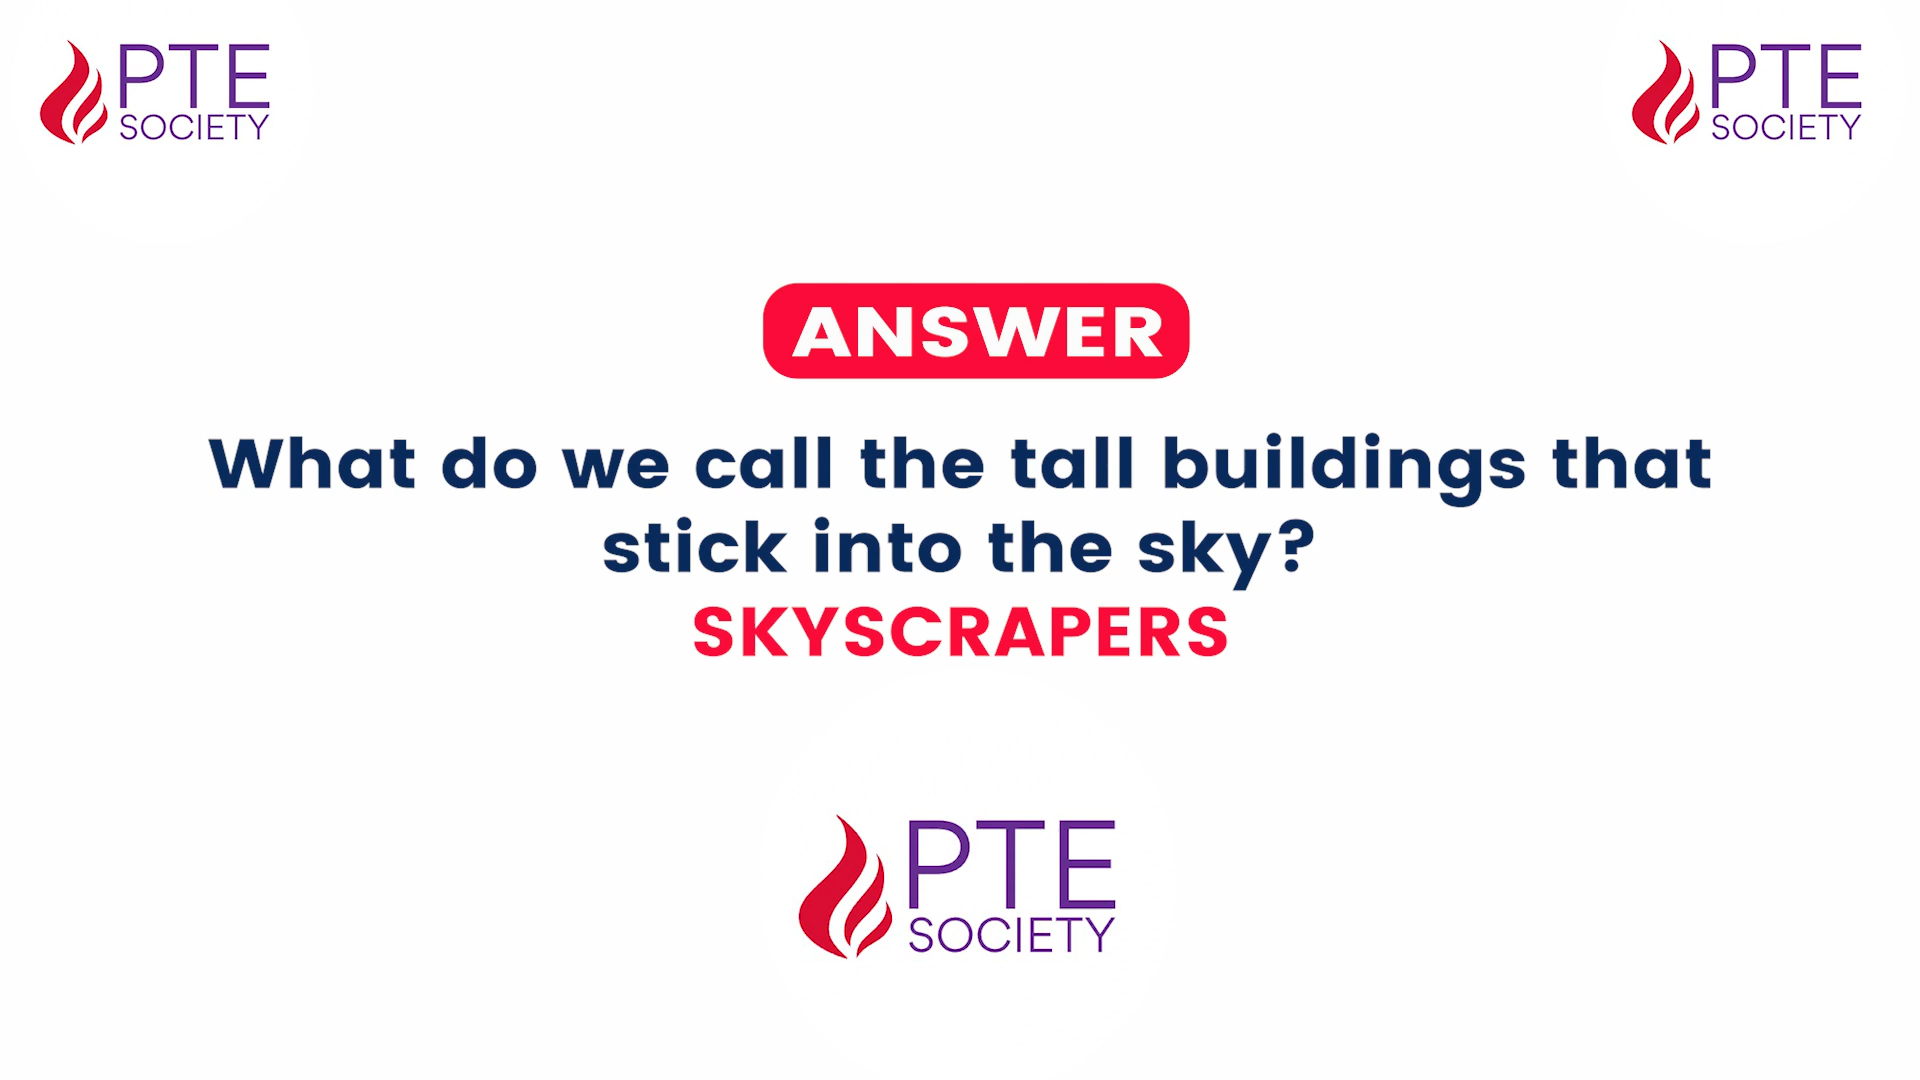 PTE
SOCIETY
PTE
SOCIETY
ANSWER
What do we call the tall buildings that
stick into the sky?
SKYSCRAPERS
PTE
SOCIETY